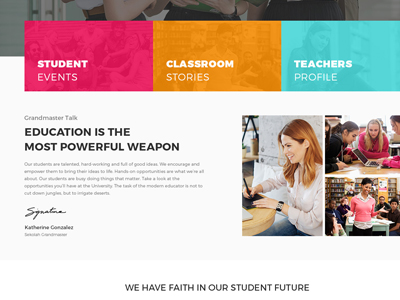 STUDENT
EVENTS
CLASSROOM
STORIES
TEACHERS
PROFILE
Grandmaster Talk
EDUCATION IS THE
MOST POWERFUL WEAPON
Our students are talented, hard-working and full of good ideas. We encourage and
empower them to bring their ideas to life. Hands on opportunities are what we're all
about. Our students are busy doing things that matter. Take a look at the
opportunities you'll have at the University. The task of the modern educator is not to
cut down jungles, but to irrigate deserts.
Signature
Katherine Gonzalez
Sekolah Grandmaster
WE HAVE FAITH IN OUR STUDENT FUTURE